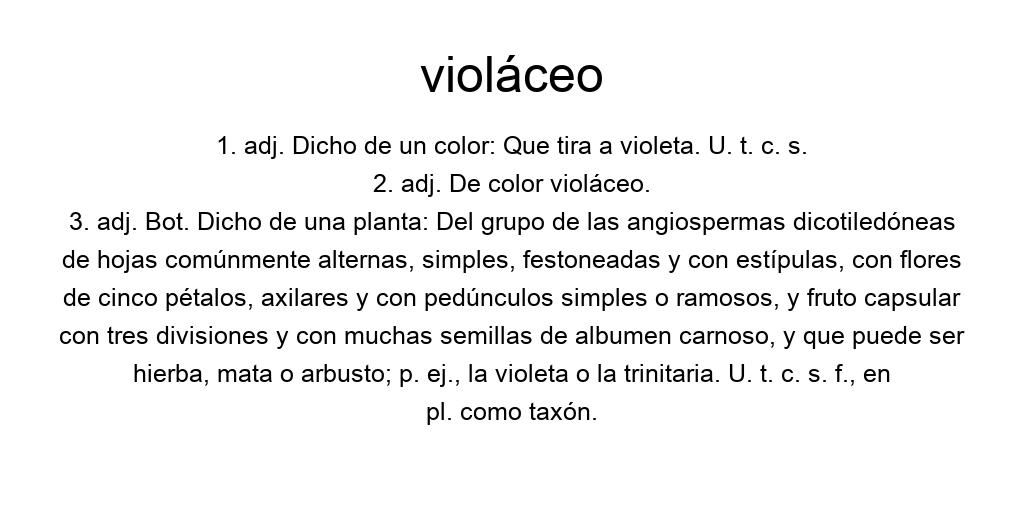 violáceo
1. adj. Dicho de un color: Que tira a violeta. U. t. c. s.
2. adj. De color violáceo.
3. adj. Bot. Dicho de una planta: Del grupo de las angiospermas dicotiledóneas
de hojas comúnmente alternas, simples, festoneadas y con estípulas, con flores
de cinco pétalos, axilares y con pedúnculos simples o ramosos, y fruto capsular
con tres divisiones y con muchas semillas de albumen carnoso, y que puede ser
hierba, mata o arbusto; p. ej., la violeta o la trinitaria. U. t. c. s. f., en
pl. como taxón.